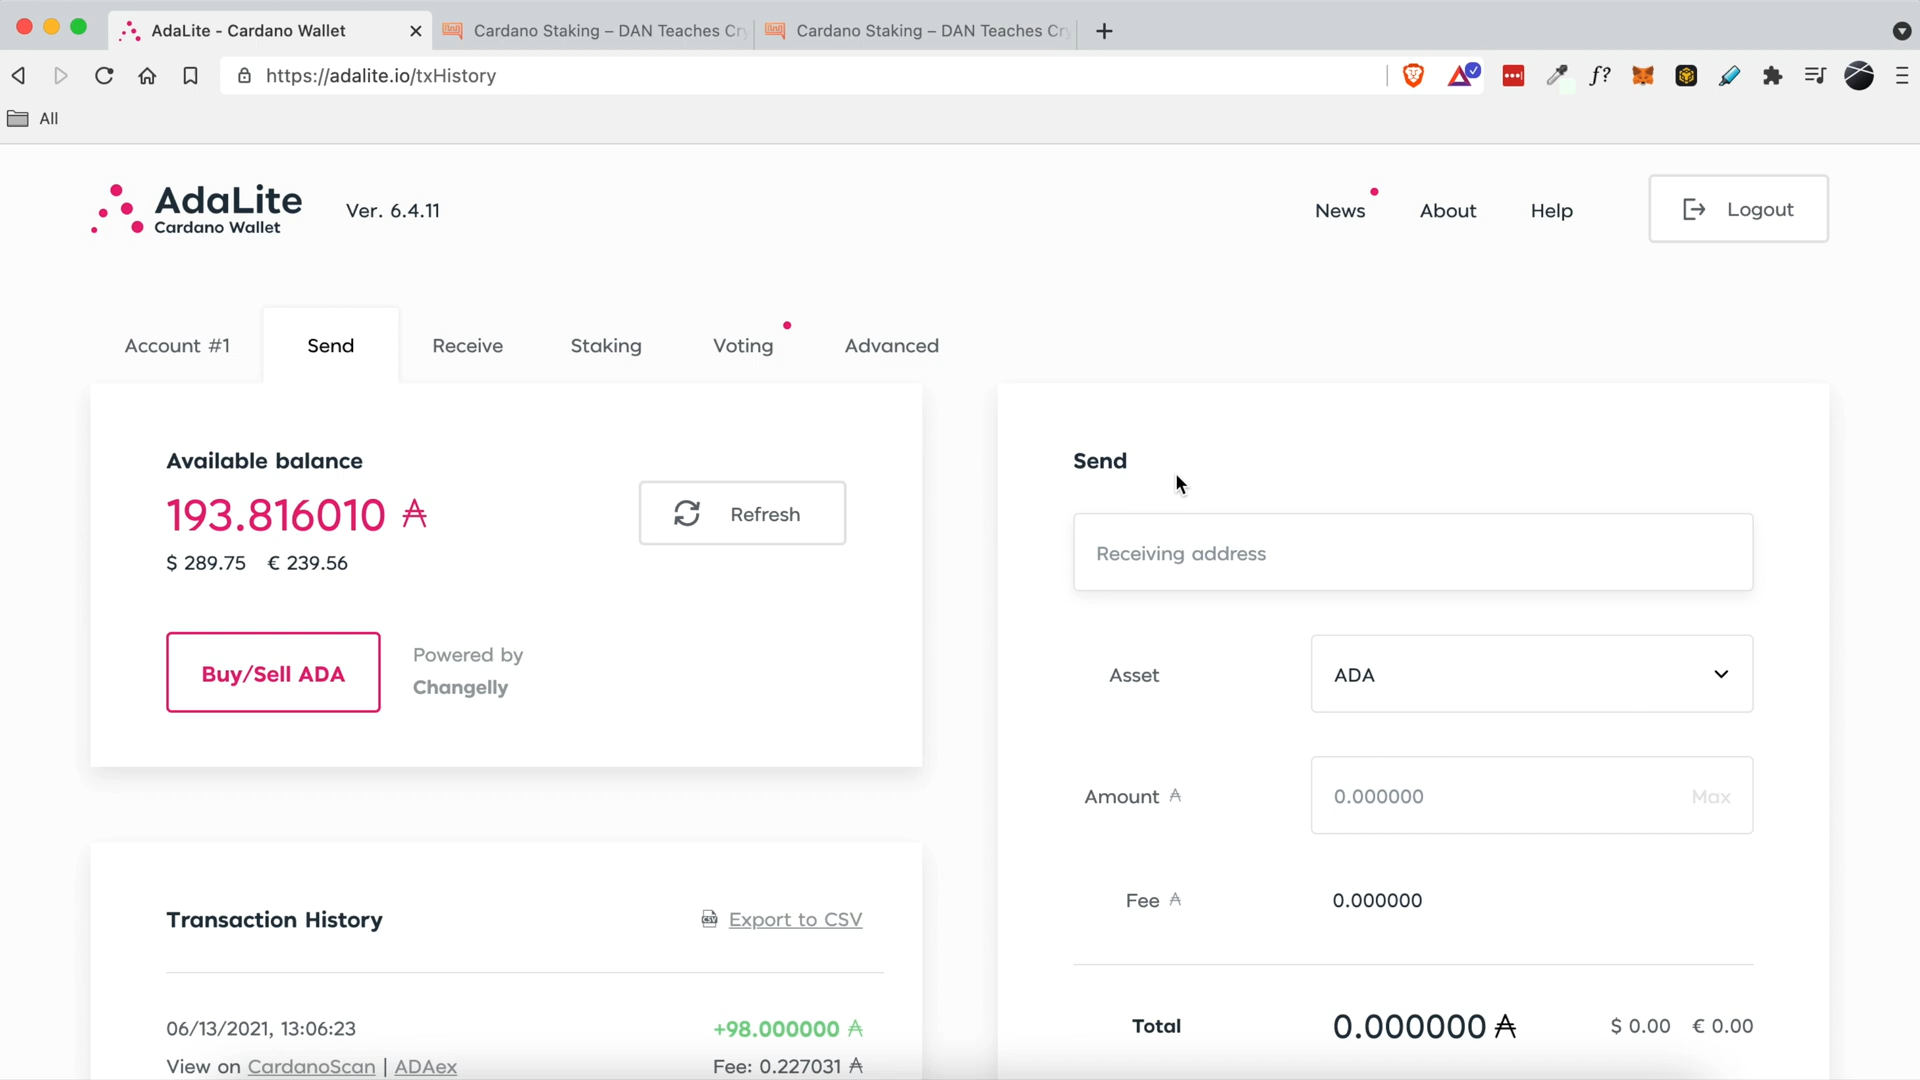 AdaLite - Cardano Wallet
Cardano Staking – DAN Teaches Cry
Cardano Staking – DAN Teaches Cry
https://adalite.io/txHistory
f?
All
AdaLite
Cardano Wallet
Ver. 6.4.11
News
About
Help
Logout
Account #1
Send
Receive
Staking
Voting
Advanced
Available balance
193.816010 ₳
$ 289.75 € 239.56
Refresh
Buy/Sell ADA
Powered by
Changelly
Transaction History
CSV
Export to CSV
06/13/2021, 13:06:23
+98.000000 ₳
View on CardanoScan | ADAex
Fee: 0.227031 ₳
Send
Receiving address
Asset
ADA
Amount ₳
0.000000
Max
Fee ₳
0.000000
Total
0.000000 ₳
$ 0.00 € 0.00